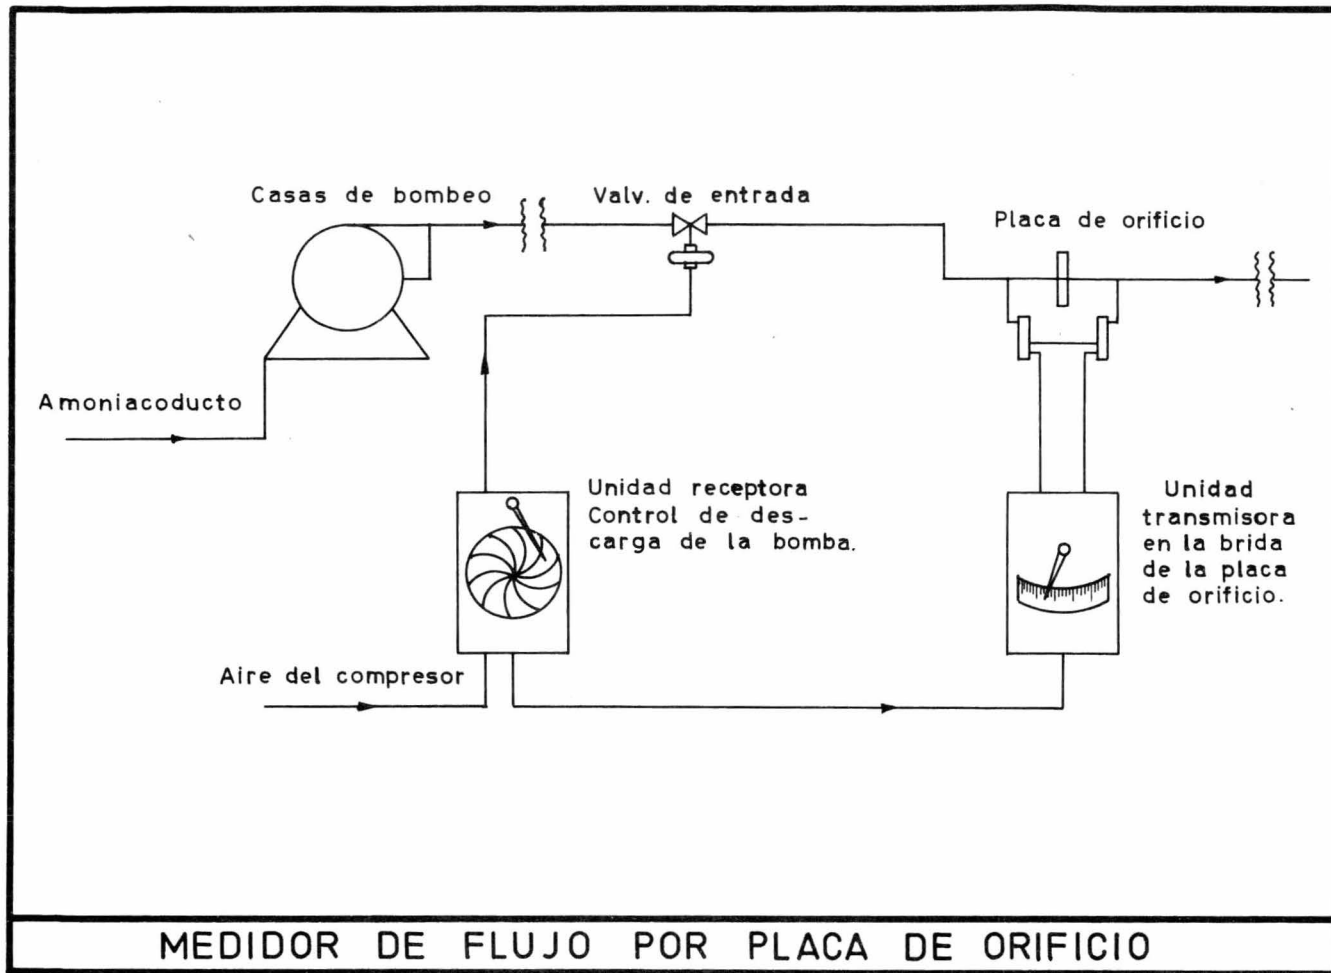 Casas de bombeo
Valv. de entrada
Placa de orificio
Amoniacoducto
Unidad receptora
Control de des-
carga de la bomba.
Unidad
transmisora
en la brida
de la placa
de orificio.
Aire del compresor
MEDIDOR DE FLUJO POR PLACA DE ORIFICIO